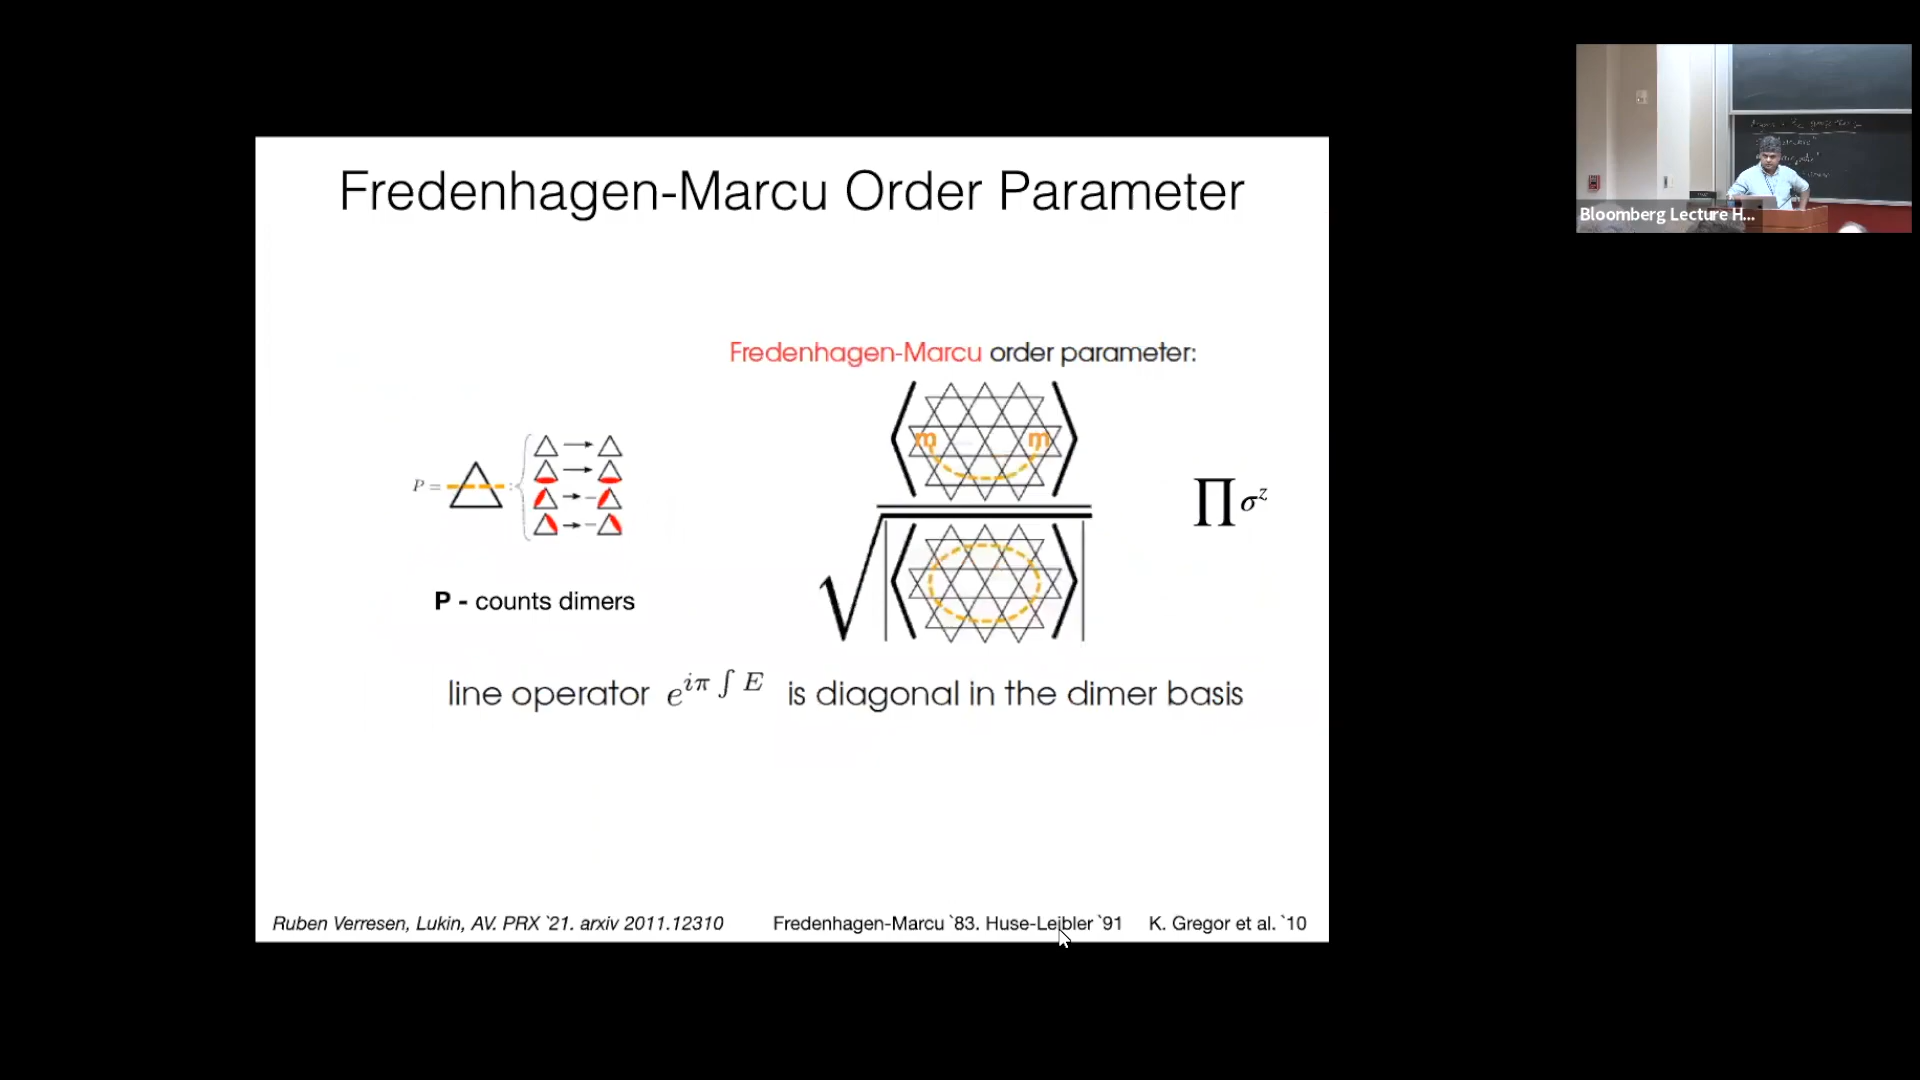 Fredenhagen-Marcu Order Parameter
Fredenhagen-Marcu order parameter:
m m
P = :
∏ σ^z
P - counts dimers
line operator e^{iπ ∫ E} is diagonal in the dimer basis
Ruben Verresen, Lukin, AV. PRX `21. arxiv 2011.12310 Fredenhagen-Marcu `83. Huse-Leibler `91 K. Gregor et al. `10
Bloomberg Lecture H...